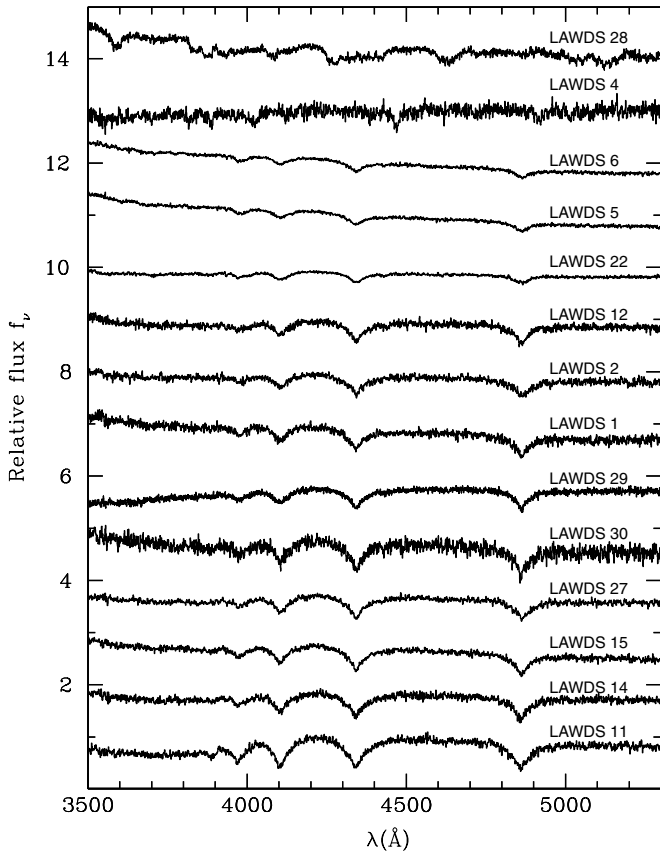 LAWDS 28
14
LAWDS 4
LAWDS 6
12
LAWDS 5
LAWDS 22
10
LAWDS 12
LAWDS 2
8
LAWDS 1
LAWDS 29
6
LAWDS 30
4
LAWDS 27
LAWDS 15
LAWDS 14
2
LAWDS 11
Relative flux fν
3500 4000 4500 5000
λ(Å)